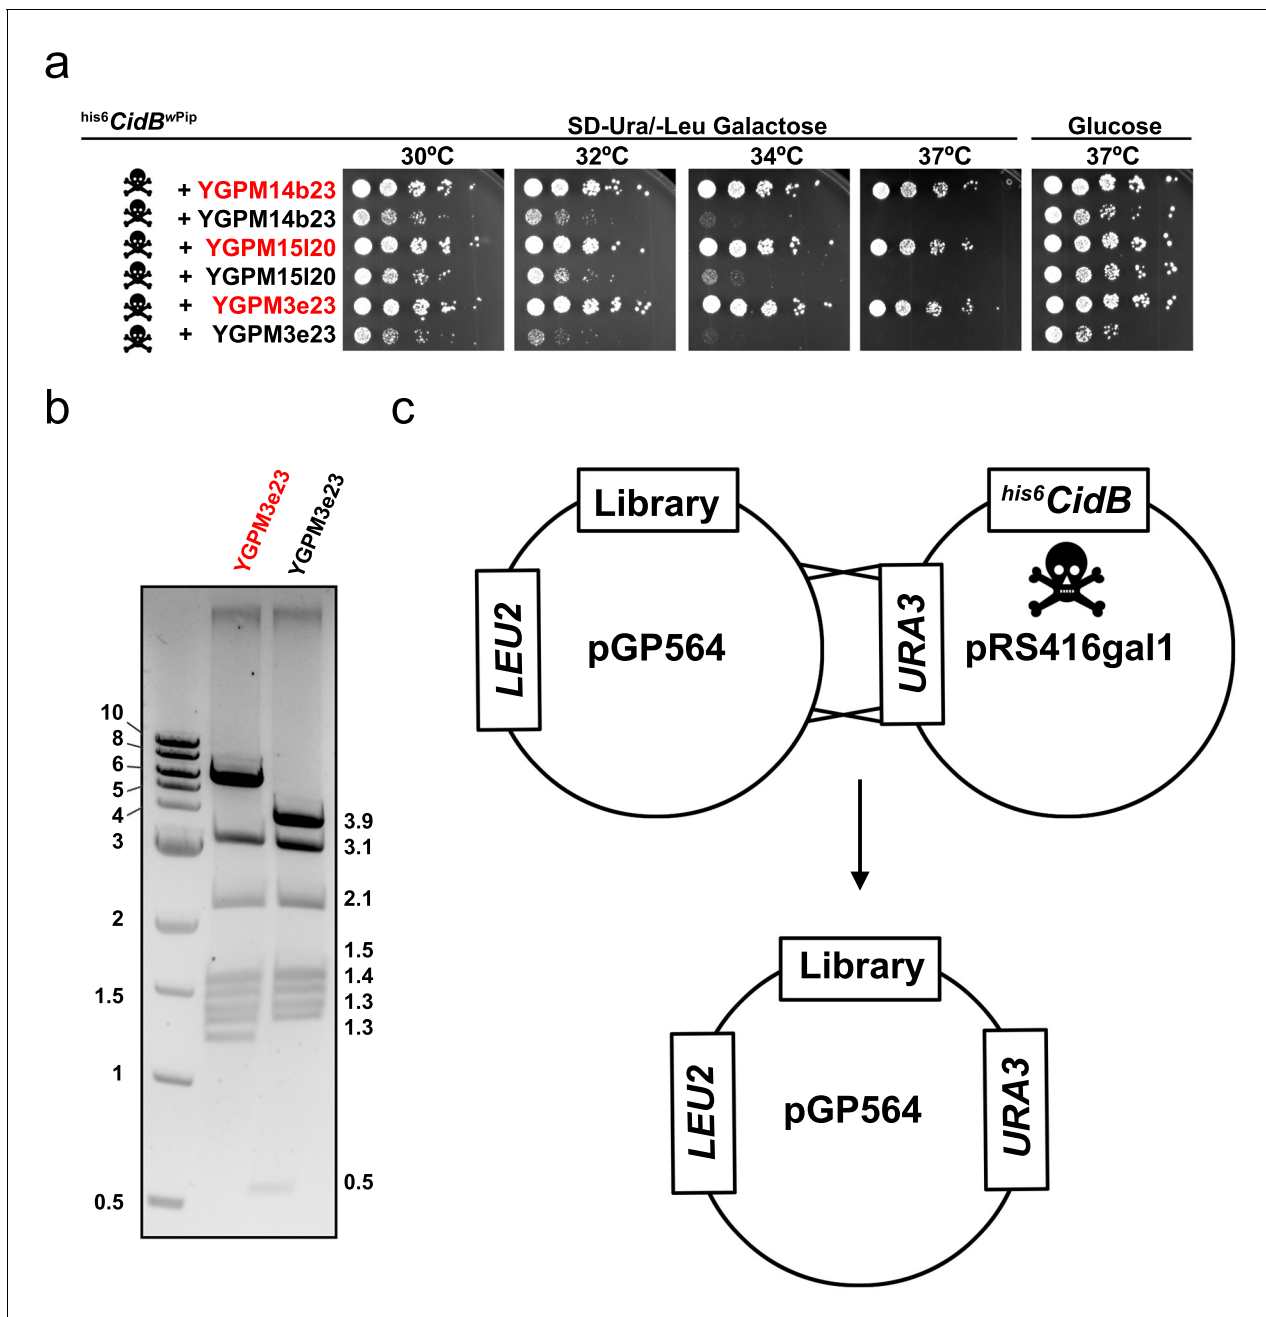 a
his6CidBwPip
SD-Ura/-Leu Galactose
Glucose
30ºC 32ºC 34ºC 37ºC 37ºC
+ YGPM14b23
+ YGPM14b23
+ YGPM15l20
+ YGPM15l20
+ YGPM3e23
+ YGPM3e23
b
YGPM3e23
YGPM3e23
10
8
6
5
4
3
2
1.5
1
0.5
3.9
3.1
2.1
1.5
1.4
1.3
1.3
0.5
c
Library
LEU2
pGP564
his6CidB
URA3
pRS416gal1
Library
LEU2
pGP564
URA3